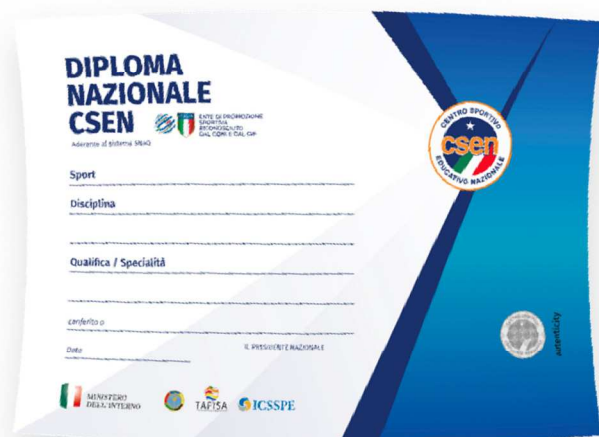 DIPLOMA
NAZIONALE
CSEN
Aderente al sistema SNAQ
ENTE DI PROMOZIONE
SPORTIVA
RICONOSCIUTO
DAL CONI E DAL CIP
CENTRO SPORTIVO
csen
EDUCATIVO NAZIONALE
Sport
Disciplina
Qualifica / Specialità
conferito a
Data
IL PRESIDENTE NAZIONALE
autenticity
MINISTERO
DELL'INTERNO
TAFISA
ICSSPE